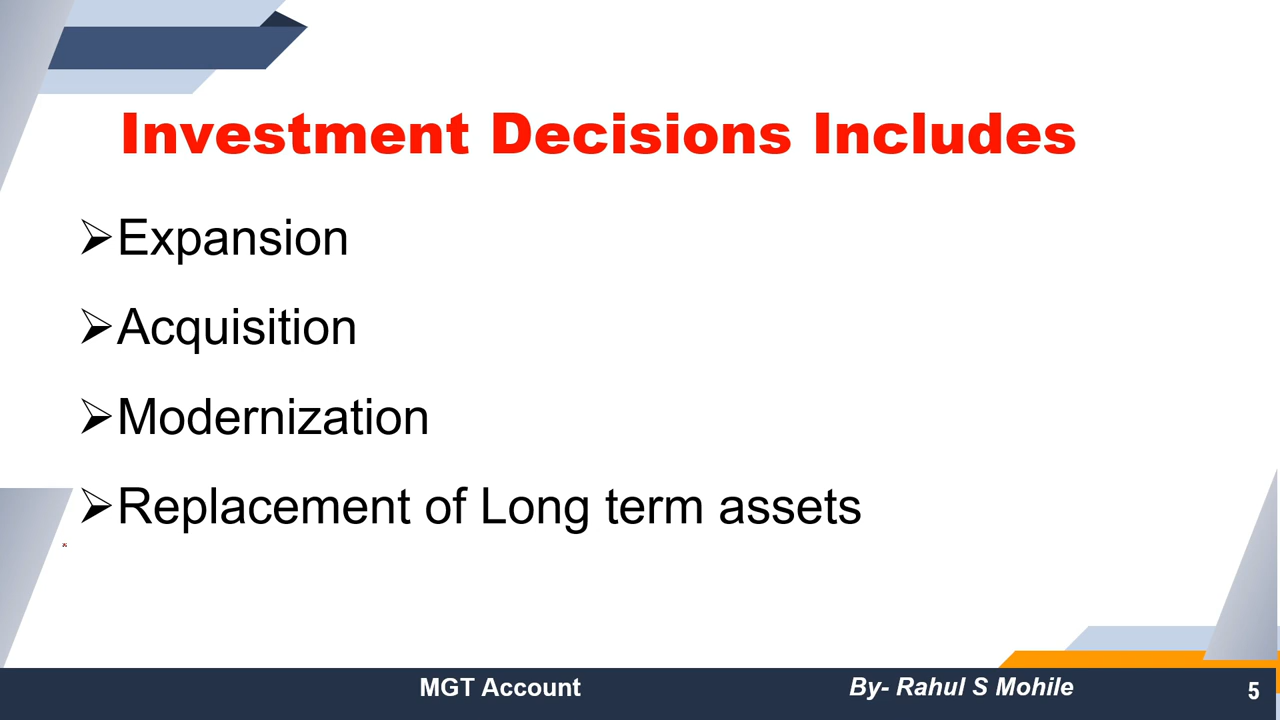 Investment Decisions Includes
Expansion
Acquisition
Modernization
Replacement of Long term assets
MGT Account
By- Rahul S Mohile
5